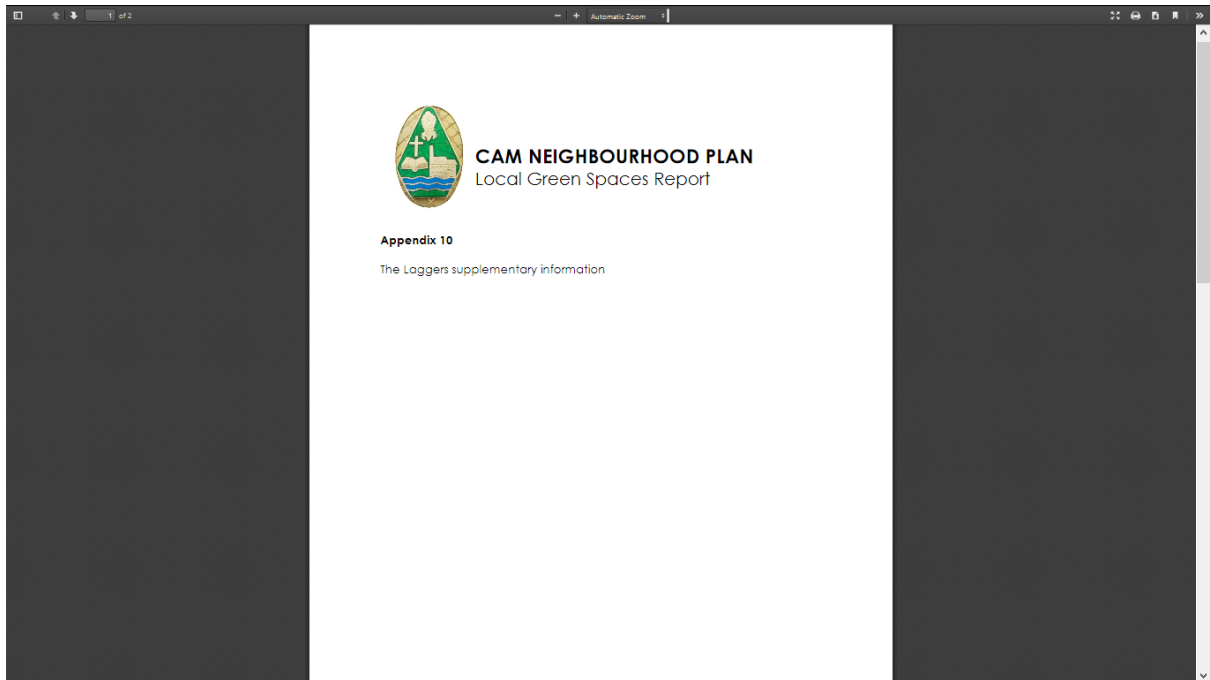 1 of 2
Automatic Zoom
CAM NEIGHBOURHOOD PLAN
Local Green Spaces Report
Appendix 10
The Laggers supplementary information